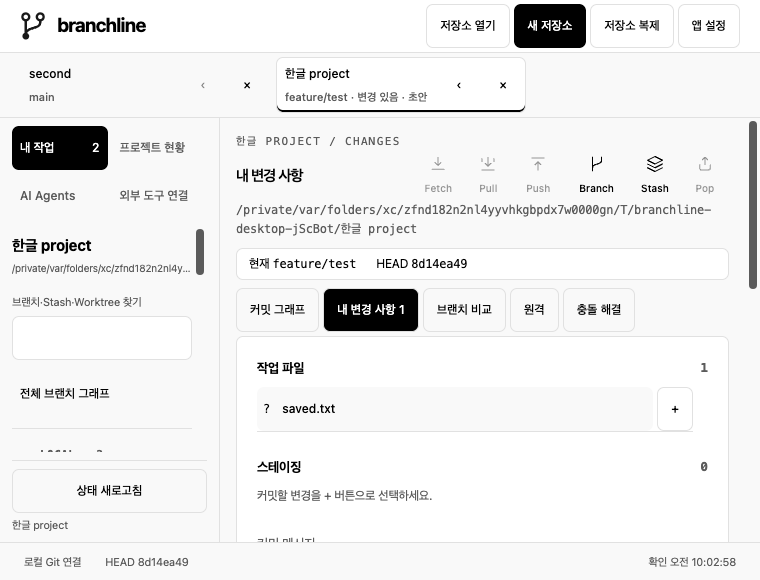 branchline
저장소 열기
새 저장소
저장소 복제
앱 설정
second
main
‹
×
한글 project
feature/test · 변경 있음 · 초안
‹
×
내 작업 2
프로젝트 현황
AI Agents
외부 도구 연결
한글 project
/private/var/folders/xc/zfnd182n2nl4y...
브랜치·Stash·Worktree 찾기
전체 브랜치 그래프
상태 새로고침
한글 project
한글 PROJECT / CHANGES
내 변경 사항
Fetch
Pull
Push
Branch
Stash
Pop
/private/var/folders/xc/zfnd182n2nl4yyvhkgbpdx7w0000gn/T/branchline-
desktop-jScBot/한글 project
현재 feature/test HEAD 8d14ea49
커밋 그래프
내 변경 사항 1
브랜치 비교
원격
충돌 해결
작업 파일 1
? saved.txt +
스테이징 0
커밋할 변경을 + 버튼으로 선택하세요.
로컬 Git 연결
HEAD 8d14ea49
확인 오전 10:02:58